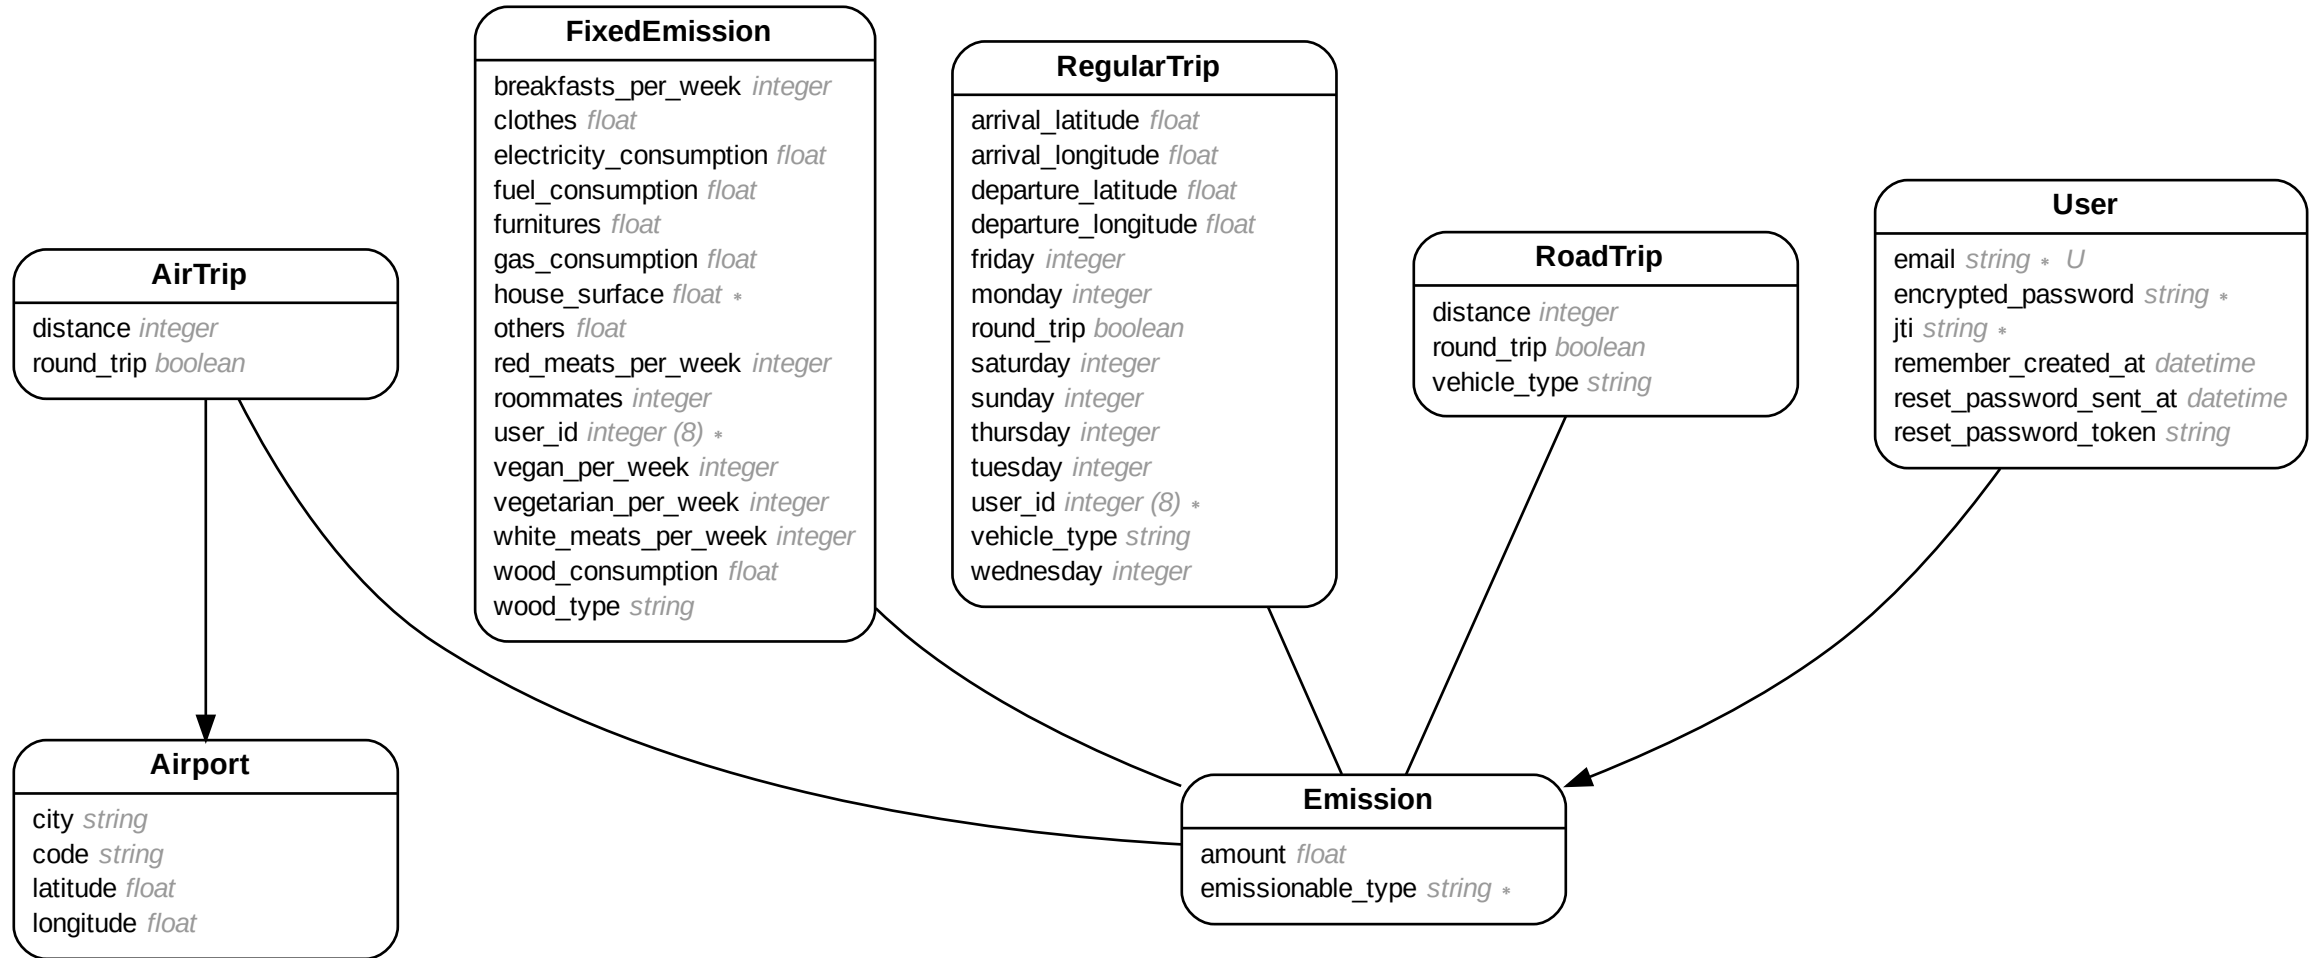 FixedEmission
breakfasts_per_week integer
clothes float
electricity_consumption float
fuel_consumption float
furnitures float
gas_consumption float
house_surface float *
others float
red_meats_per_week integer
roommates integer
user_id integer (8) *
vegan_per_week integer
vegetarian_per_week integer
white_meats_per_week integer
wood_consumption float
wood_type string
RegularTrip
arrival_latitude float
arrival_longitude float
departure_latitude float
departure_longitude float
friday integer
monday integer
round_trip boolean
saturday integer
sunday integer
thursday integer
tuesday integer
user_id integer (8) *
vehicle_type string
wednesday integer
User
email string * U
encrypted_password string *
jti string *
remember_created_at datetime
reset_password_sent_at datetime
reset_password_token string
RoadTrip
distance integer
round_trip boolean
vehicle_type string
AirTrip
distance integer
round_trip boolean
Airport
city string
code string
latitude float
longitude float
Emission
amount float
emissionable_type string *